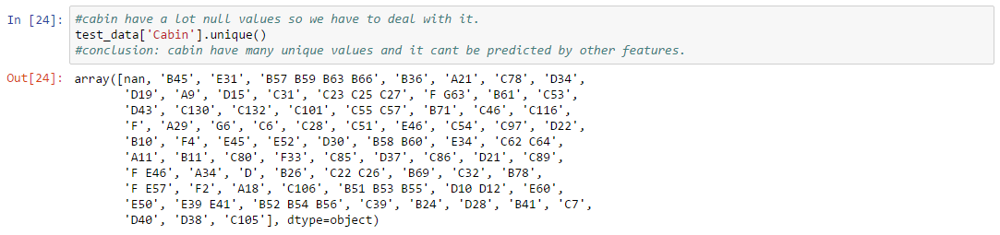 In [24]: #cabin have a lot null values so we have to deal with it.
test_data['Cabin'].unique()
#conclusion: cabin have many unique values and it cant be predicted by other features.
Out[24]: array([nan, 'B45', 'E31', 'B57 B59 B63 B66', 'B36', 'A21', 'C78', 'D34',
'D19', 'A9', 'D15', 'C31', 'C23 C25 C27', 'F G63', 'B61', 'C53',
'D43', 'C130', 'C132', 'C101', 'C55 C57', 'B71', 'C46', 'C116',
'F', 'A29', 'G6', 'C6', 'C28', 'C51', 'E46', 'C54', 'C97', 'D22',
'B10', 'F4', 'E45', 'E52', 'D30', 'B58 B60', 'E34', 'C62 C64',
'A11', 'B11', 'C80', 'F33', 'C85', 'D37', 'C86', 'D21', 'C89',
'F E46', 'A34', 'D', 'B26', 'C22 C26', 'B69', 'C32', 'B78',
'F E57', 'F2', 'A18', 'C106', 'B51 B53 B55', 'D10 D12', 'E60',
'E50', 'E39 E41', 'B52 B54 B56', 'C39', 'B24', 'D28', 'B41', 'C7',
'D40', 'D38', 'C105'], dtype=object)